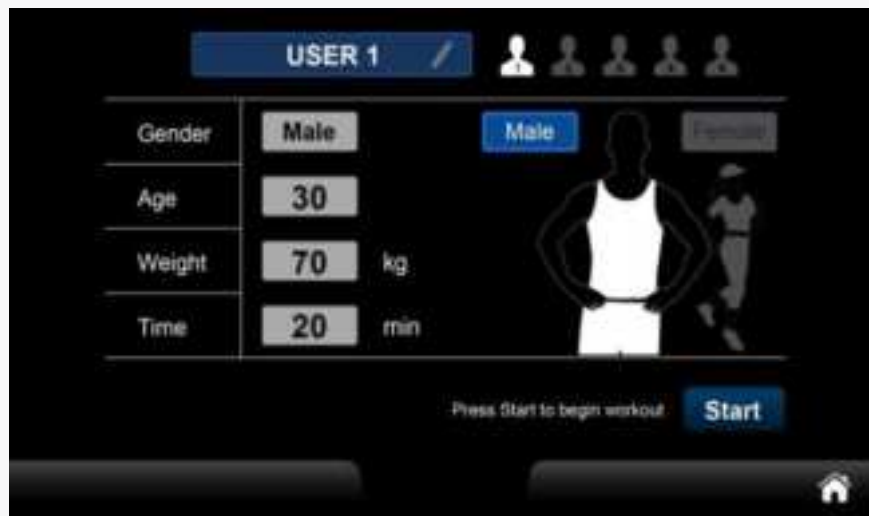 USER 1
Gender Male Male Female
Age 30
Weight 70 kg
Time 20 min
Press Start to begin workout Start